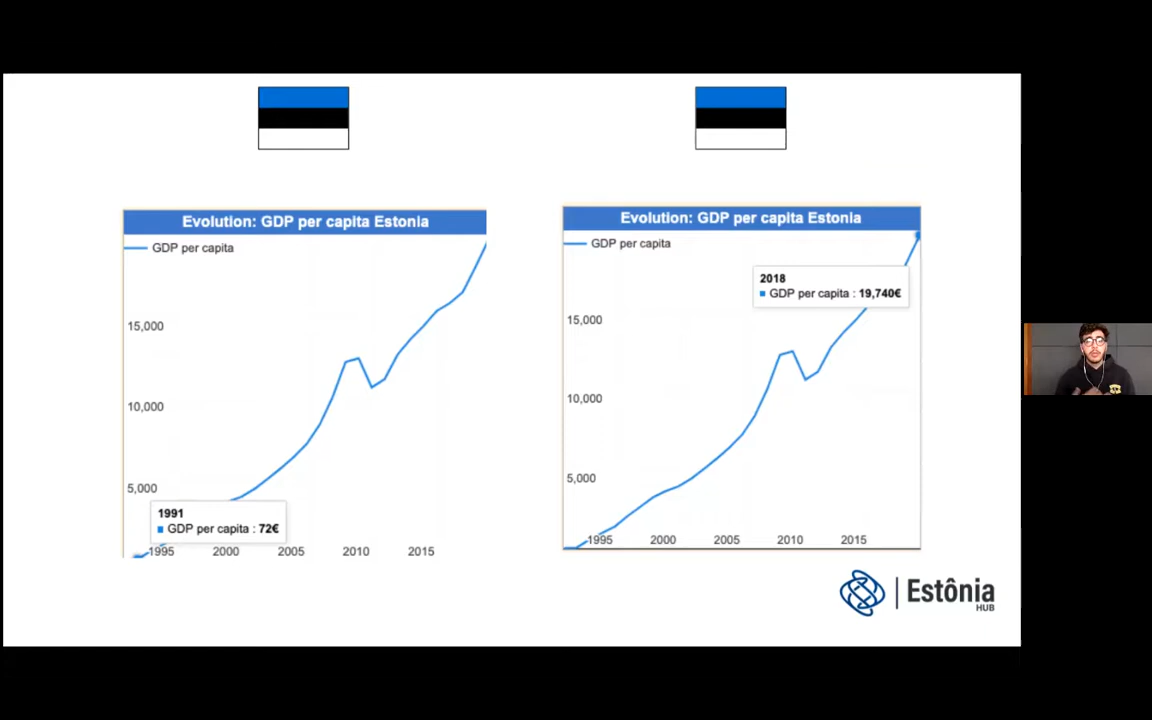 Evolution: GDP per capita Estonia
GDP per capita
15,000
10,000
5,000
1991
GDP per capita : 72€
1995 2000 2005 2010 2015
Evolution: GDP per capita Estonia
GDP per capita
2018
GDP per capita : 19,740€
15,000
10,000
5,000
1995 2000 2005 2010 2015
Estônia
HUB